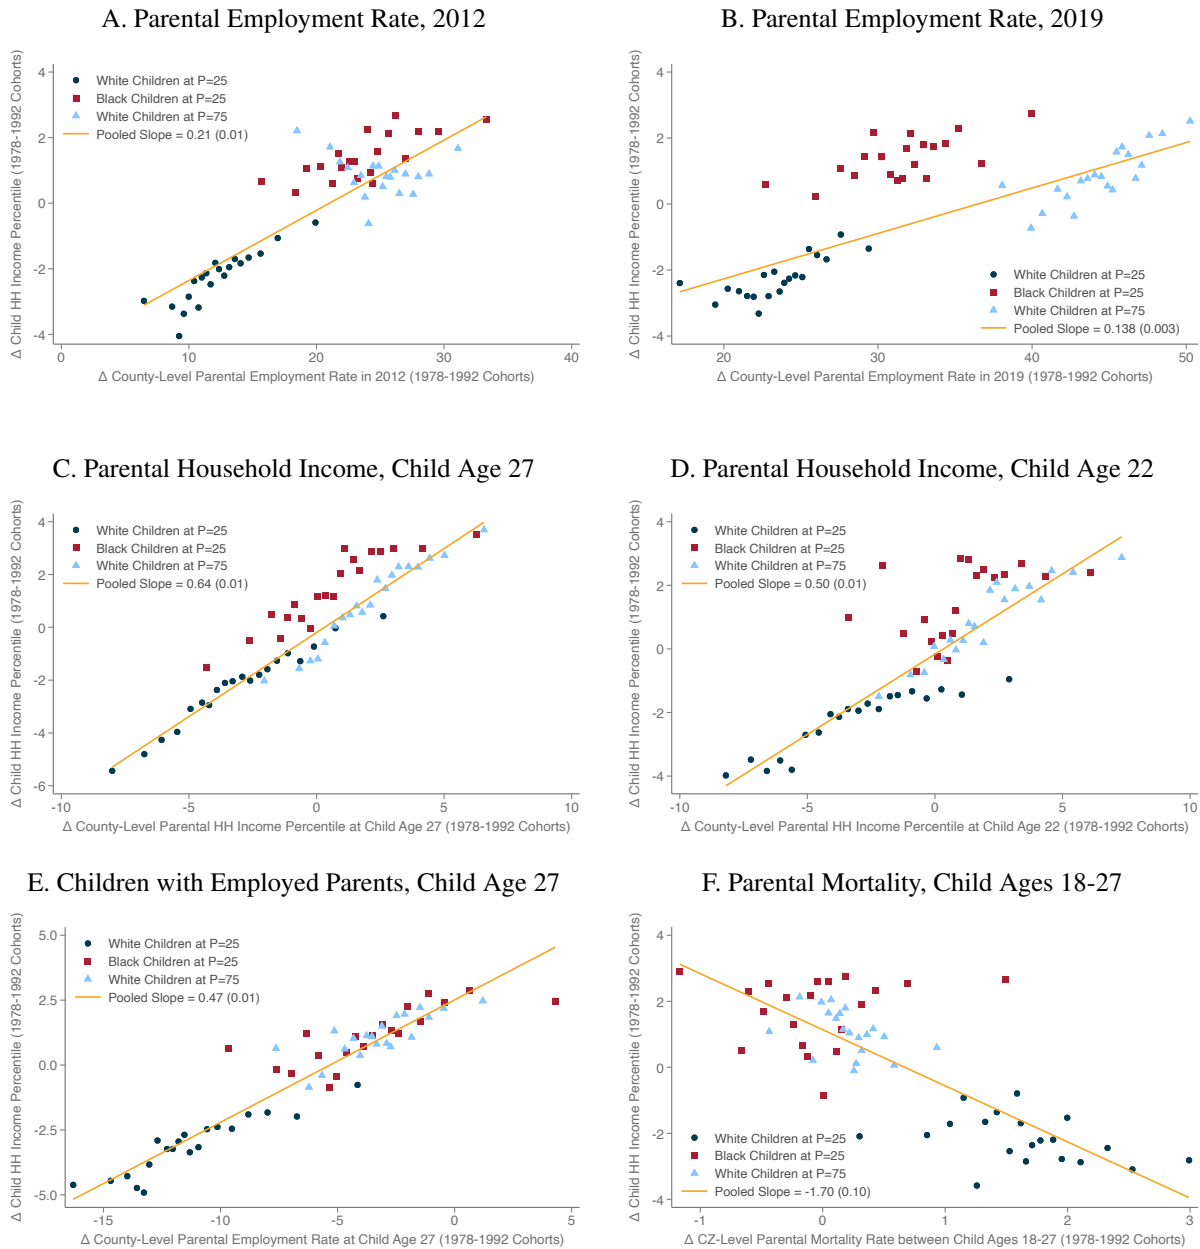 A. Parental Employment Rate, 2012
Δ Child HH Income Percentile (1978-1992 Cohorts)
4
2
0
-2
-4
White Children at P=25
Black Children at P=25
White Children at P=75
Pooled Slope = 0.21 (0.01)
0
10
20
30
40
Δ County-Level Parental Employment Rate in 2012 (1978-1992 Cohorts)
B. Parental Employment Rate, 2019
Δ Child HH Income Percentile (1978-1992 Cohorts)
4
2
0
-2
-4
White Children at P=25
Black Children at P=25
White Children at P=75
Pooled Slope = 0.138 (0.003)
20
30
40
50
Δ County-Level Parental Employment Rate in 2019 (1978-1992 Cohorts)
C. Parental Household Income, Child Age 27
Δ Child HH Income Percentile (1978-1992 Cohorts)
4
2
0
-2
-4
-6
White Children at P=25
Black Children at P=25
White Children at P=75
Pooled Slope = 0.64 (0.01)
-10
-5
0
5
10
Δ County-Level Parental HH Income Percentile at Child Age 27 (1978-1992 Cohorts)
D. Parental Household Income, Child Age 22
Δ Child HH Income Percentile (1978-1992 Cohorts)
4
2
0
-2
-4
White Children at P=25
Black Children at P=25
White Children at P=75
Pooled Slope = 0.50 (0.01)
-10
-5
0
5
10
Δ County-Level Parental HH Income Percentile at Child Age 22 (1978-1992 Cohorts)
E. Children with Employed Parents, Child Age 27
Δ Child HH Income Percentile (1978-1992 Cohorts)
5.0
2.5
0.0
-2.5
-5.0
White Children at P=25
Black Children at P=25
White Children at P=75
Pooled Slope = 0.47 (0.01)
-15
-10
-5
0
5
Δ County-Level Parental Employment Rate at Child Age 27 (1978-1992 Cohorts)
F. Parental Mortality, Child Ages 18-27
Δ Child HH Income Percentile (1978-1992 Cohorts)
4
2
0
-2
-4
White Children at P=25
Black Children at P=25
White Children at P=75
Pooled Slope = -1.70 (0.10)
-1
0
1
2
3
Δ CZ-Level Parental Mortality Rate between Child Ages 18-27 (1978-1992 Cohorts)